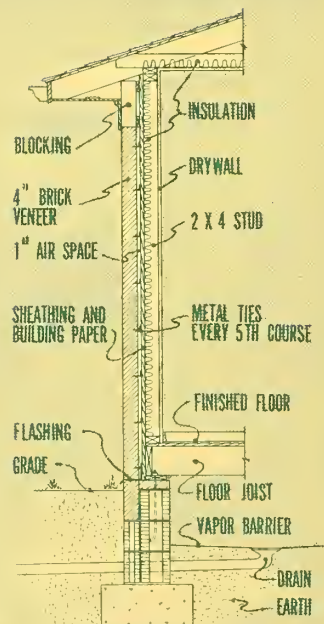 INSULATION
BLOCKING
DRYWALL
4" BRICK
VENEER
2 X 4 STUD
1" AIR SPACE
SHEATHING AND
BUILDING PAPER
METAL TIES
EVERY 5TH COURSE
FINISHED FLOOR
FLASHING
GRADE
FLOOR JOIST
VAPOR BARRIER
DRAIN
EARTH